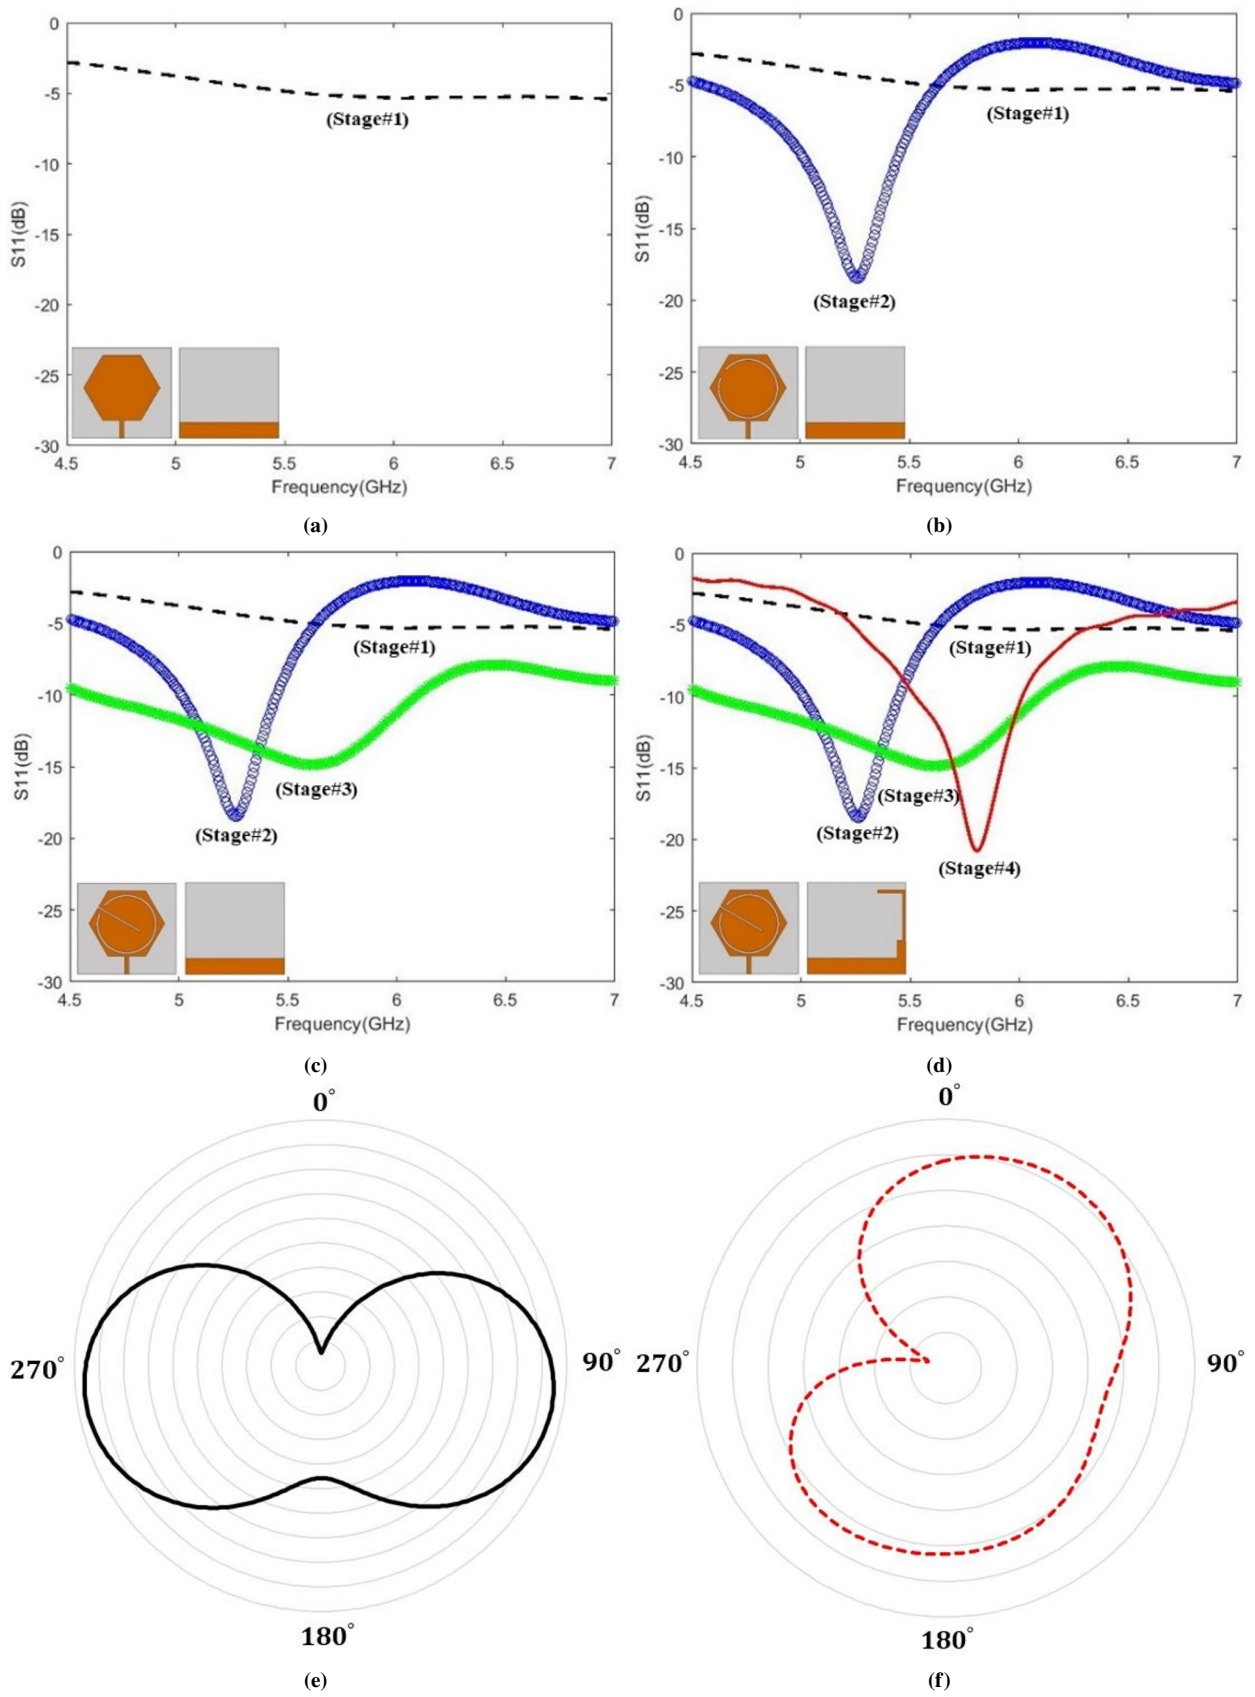 0
-5
-10
-15
-20
-25
-30
S11(dB)
(Stage#1)
4.5 5 5.5 6 6.5 7
Frequency(GHz)
(a)
0
-5
-10
-15
-20
-25
-30
S11(dB)
(Stage#1)
(Stage#2)
4.5 5 5.5 6 6.5 7
Frequency(GHz)
(b)
0
-5
-10
-15
-20
-25
-30
S11(dB)
(Stage#1)
(Stage#3)
(Stage#2)
4.5 5 5.5 6 6.5 7
Frequency(GHz)
(c)
0
-5
-10
-15
-20
-25
-30
S11(dB)
(Stage#1)
(Stage#3)
(Stage#2)
(Stage#4)
4.5 5 5.5 6 6.5 7
Frequency(GHz)
(d)
0°
270° 90°
180°
(e)
0°
270° 90°
180°
(f)